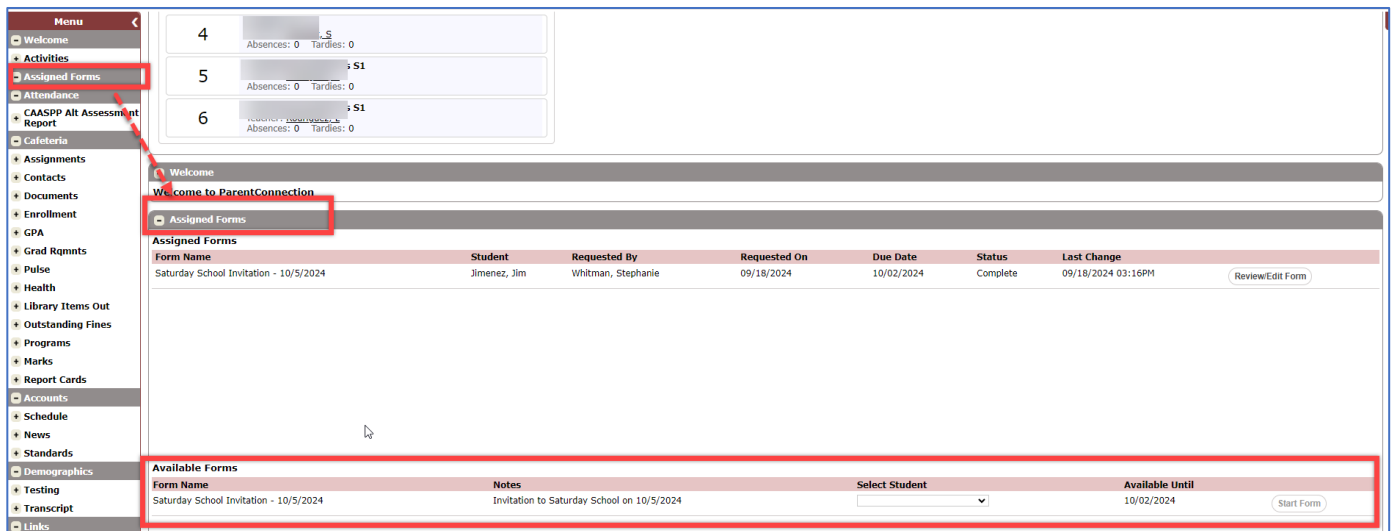 Menu
Welcome
Activities
Assigned Forms
Attendance
CAASPP Alt Assessment
Report
Cafeteria
Assignments
Contacts
Documents
Enrollment
GPA
Grad Rqmnts
Pulse
Health
Library Items Out
Outstanding Fines
Programs
Marks
Report Cards
Accounts
Schedule
News
Standards
Demographics
Testing
Transcript
Links
4
, S
Absences: 0 Tardies: 0
5
S1
Absences: 0 Tardies: 0
6
S1
Absences: 0 Tardies: 0
Welcome
Welcome to ParentConnection
Assigned Forms
Assigned Forms
Form Name Student Requested By Requested On Due Date Status Last Change
Saturday School Invitation - 10/5/2024 Jimenez, Jim Whitman, Stephanie 09/18/2024 10/02/2024 Complete 09/18/2024 03:16PM Review/Edit Form
Available Forms
Form Name Notes Select Student Available Until
Saturday School Invitation - 10/5/2024 Invitation to Saturday School on 10/5/2024 10/02/2024 Start Form